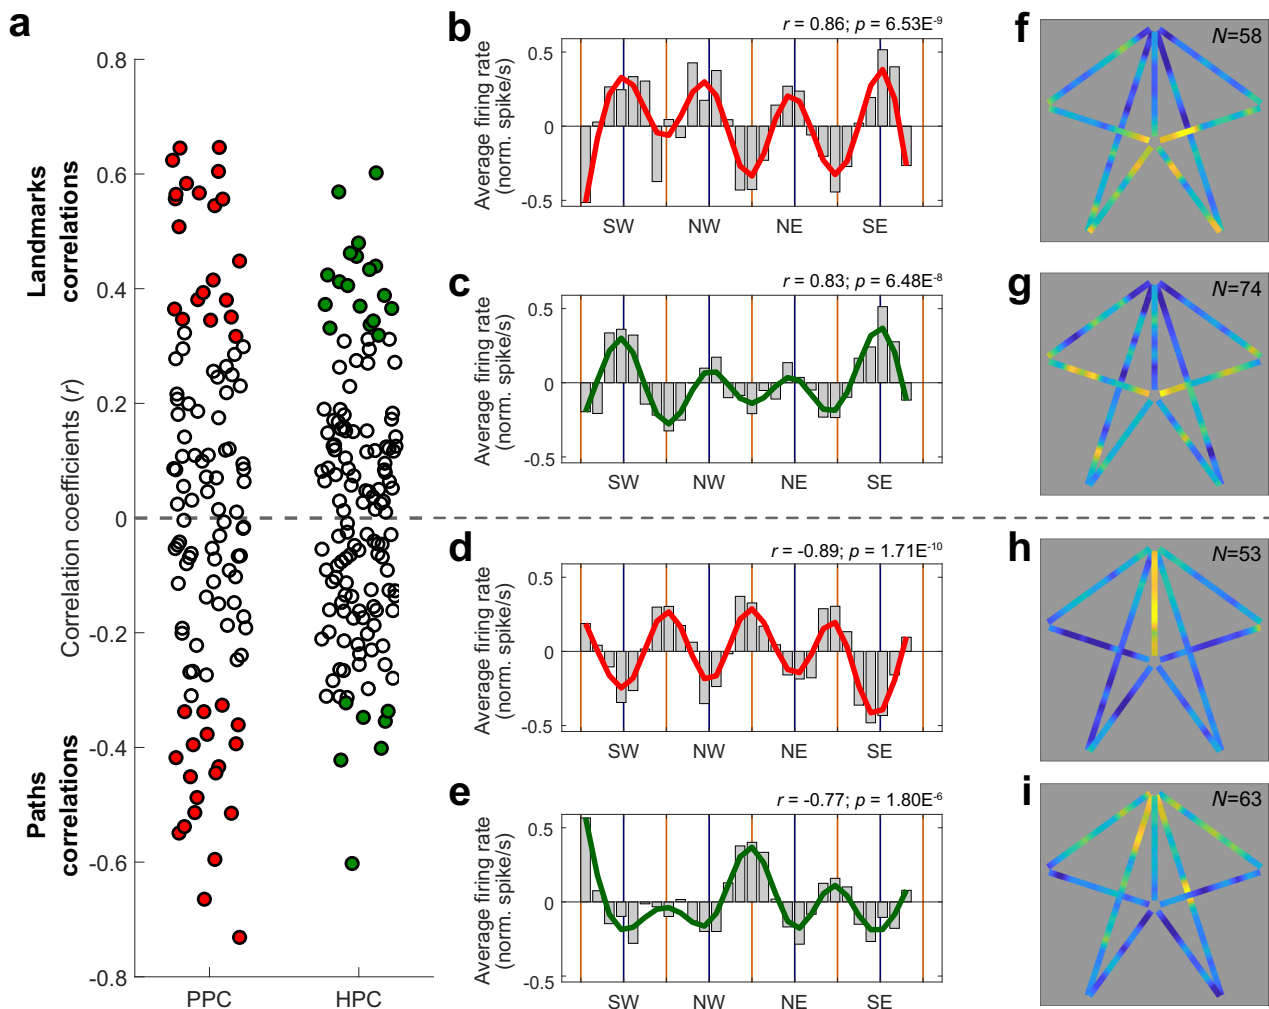 a
0.8
0.6
0.4
0.2
0
-0.2
-0.4
-0.6
-0.8
Landmarks
correlations
Correlation coefficients (r)
Paths
correlations
PPC
HPC
b
r = 0.86; p = 6.53E⁻⁹
Average firing rate
(norm. spike/s)
0.5
0
-0.5
SW
NW
NE
SE
c
r = 0.83; p = 6.48E⁻⁸
Average firing rate
(norm. spike/s)
0.5
0
-0.5
SW
NW
NE
SE
d
r = -0.89; p = 1.71E⁻¹⁰
Average firing rate
(norm. spike/s)
0.5
0
-0.5
SW
NW
NE
SE
e
r = -0.77; p = 1.80E⁻⁶
Average firing rate
(norm. spike/s)
0.5
0
-0.5
SW
NW
NE
SE
f
N=58
g
N=74
h
N=53
i
N=63